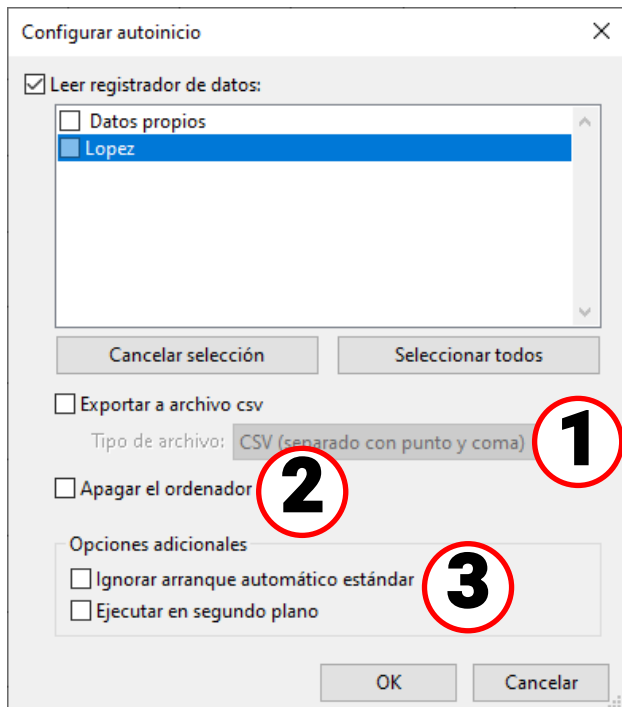 Configurar autoinicio
Leer registrador de datos:
Datos propios
Lopez
Cancelar selección
Seleccionar todos
Exportar a archivo csv
Tipo de archivo: CSV (separado con punto y coma)
1
Apagar el ordenador
2
Opciones adicionales
Ignorar arranque automático estándar
3
Ejecutar en segundo plano
OK
Cancelar